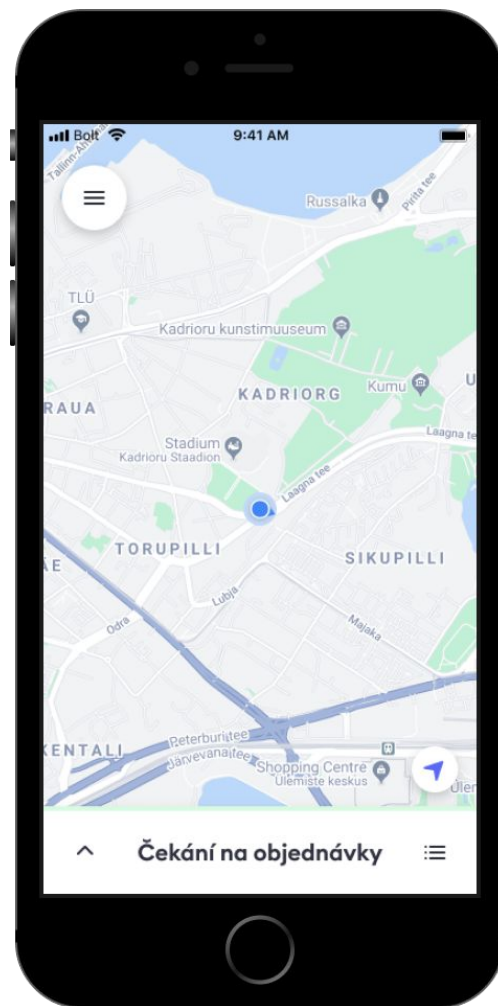 Bolt
9:41 AM
Tallinn-
Russalka
Pirita tee
TLÜ
Kadrioru kunstimuuseum
KADRIORG
Kumu
U
RAUA
Laagna te
Stadium
Kadrioru Staadion
Laagna tee
TORUPILLI
SIKUPILLI
ÄE
Lubja
Odra
Majaka
KENTALI
Peterburi tee
Järvevana tee
Shopping Centre
Ülemiste keskus
Ülem
Čekání na objednávky